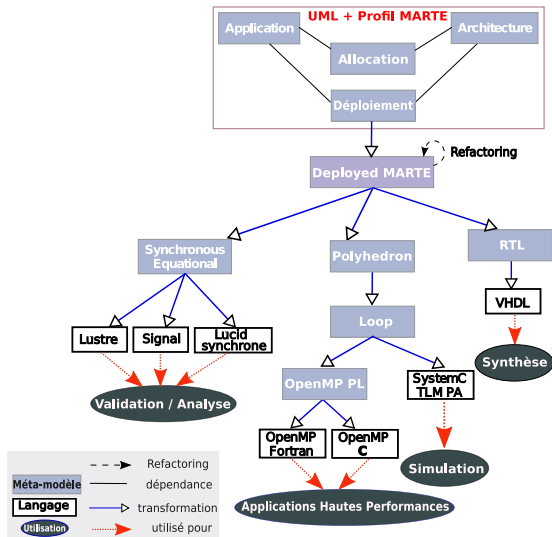 UML + Profil MARTE
Application
Architecture
Allocation
Déploiement
Refactoring
Deployed MARTE
Synchronous
Equational
Polyhedron
RTL
VHDL
Loop
Lustre
Signal
Lucid
synchrone
Synthèse
OpenMP PL
SystemC
TLM PA
Validation / Analyse
OpenMP
Fortran
OpenMP
C
Simulation
Applications Hautes Performances
Refactoring
Méta-modèle
dépendance
Langage
transformation
Utilisation
utilisé pour